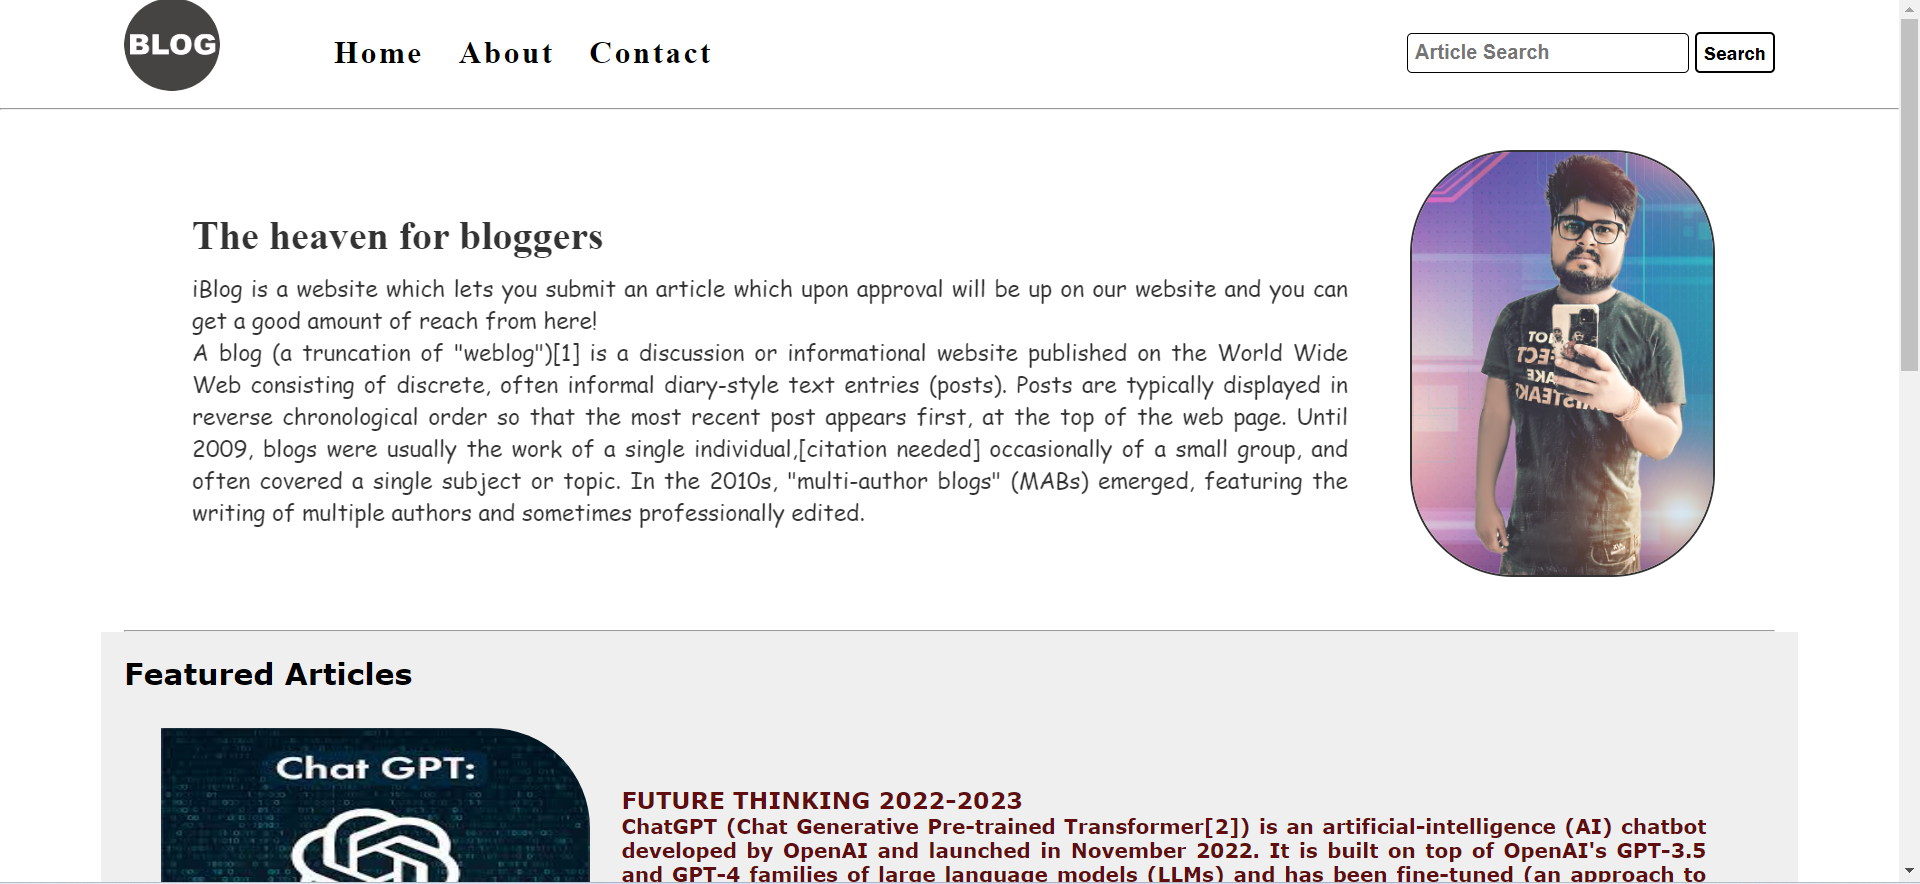 BLOG
Home About Contact
Article Search Search
The heaven for bloggers
iBlog is a website which lets you submit an article which upon approval will be up on our website and you can
get a good amount of reach from here!
A blog (a truncation of "weblog")[1] is a discussion or informational website published on the World Wide
Web consisting of discrete, often informal diary-style text entries (posts). Posts are typically displayed in
reverse chronological order so that the most recent post appears first, at the top of the web page. Until
2009, blogs were usually the work of a single individual,[citation needed] occasionally of a small group, and
often covered a single subject or topic. In the 2010s, "multi-author blogs" (MABs) emerged, featuring the
writing of multiple authors and sometimes professionally edited.
Featured Articles
Chat GPT:
FUTURE THINKING 2022-2023
ChatGPT (Chat Generative Pre-trained Transformer[2]) is an artificial-intelligence (AI) chatbot
developed by OpenAI and launched in November 2022. It is built on top of OpenAI's GPT-3.5
and GPT-4 families of large language models (LLMs) and has been fine-tuned (an approach to